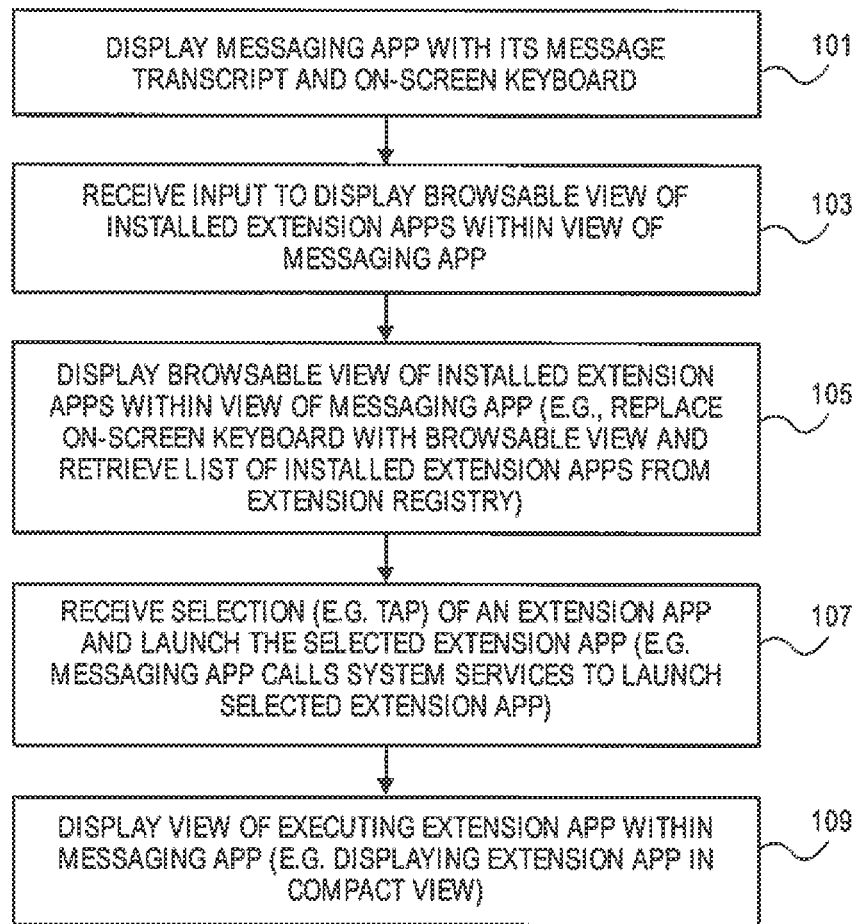 DISPLAY MESSAGING APP WITH ITS MESSAGE
TRANSCRIPT AND ON-SCREEN KEYBOARD
101
RECEIVE INPUT TO DISPLAY BROWSABLE VIEW OF
INSTALLED EXTENSION APPS WITHIN VIEW OF
MESSAGING APP
103
DISPLAY BROWSABLE VIEW OF INSTALLED EXTENSION
APPS WITHIN VIEW OF MESSAGING APP (E.G., REPLACE
ON-SCREEN KEYBOARD WITH BROWSABLE VIEW AND
RETRIEVE LIST OF INSTALLED EXTENSION APPS FROM
EXTENSION REGISTRY)
105
RECEIVE SELECTION (E.G. TAP) OF AN EXTENSION APP
AND LAUNCH THE SELECTED EXTENSION APP (E.G.
MESSAGING APP CALLS SYSTEM SERVICES TO LAUNCH
SELECTED EXTENSION APP)
107
DISPLAY VIEW OF EXECUTING EXTENSION APP WITHIN
MESSAGING APP (E.G. DISPLAYING EXTENSION APP IN
COMPACT VIEW)
109